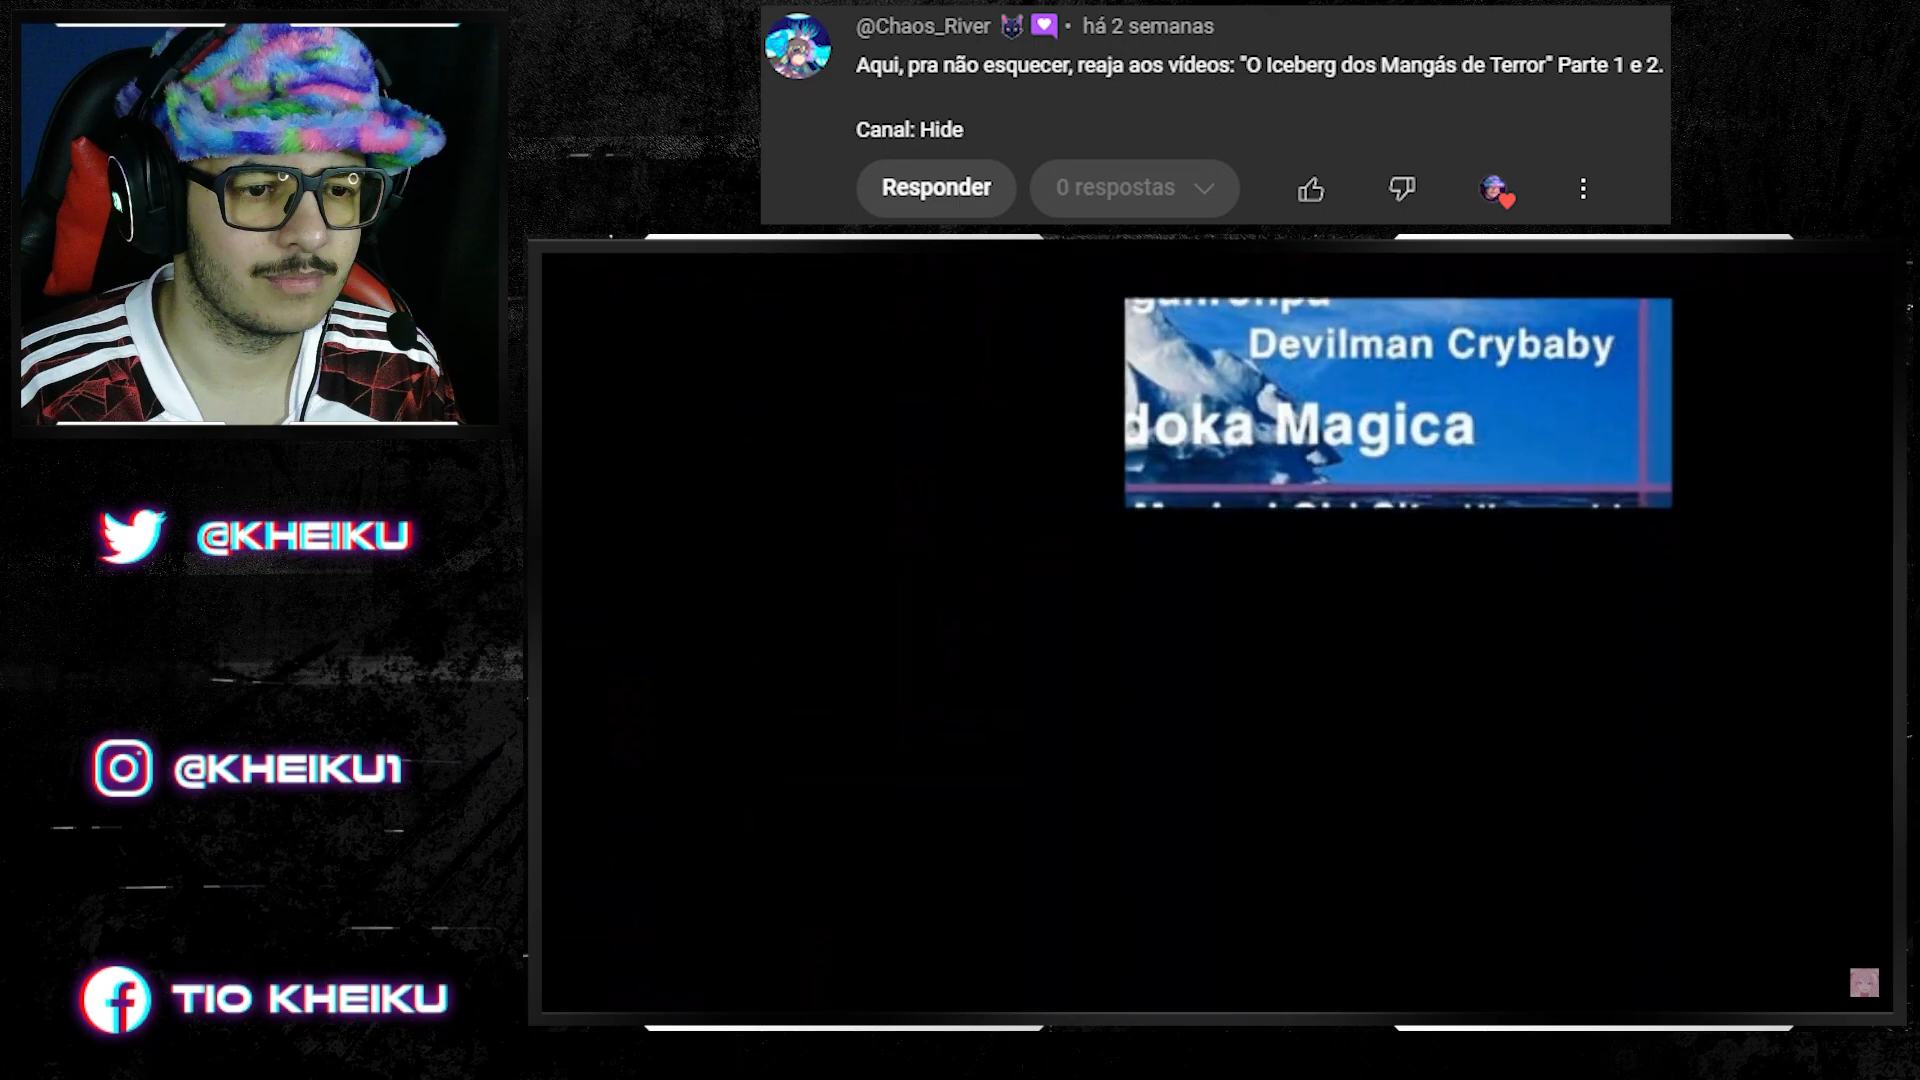 @Chaos_River • há 2 semanas
Aqui, pra não esquecer, reaja aos vídeos: "O Iceberg dos Mangás de Terror" Parte 1 e 2.
Canal: Hide
Responder 0 respostas
Devilman Crybaby
doka Magica
@KHEIKU
@KHEIKU1
TIO KHEIKU